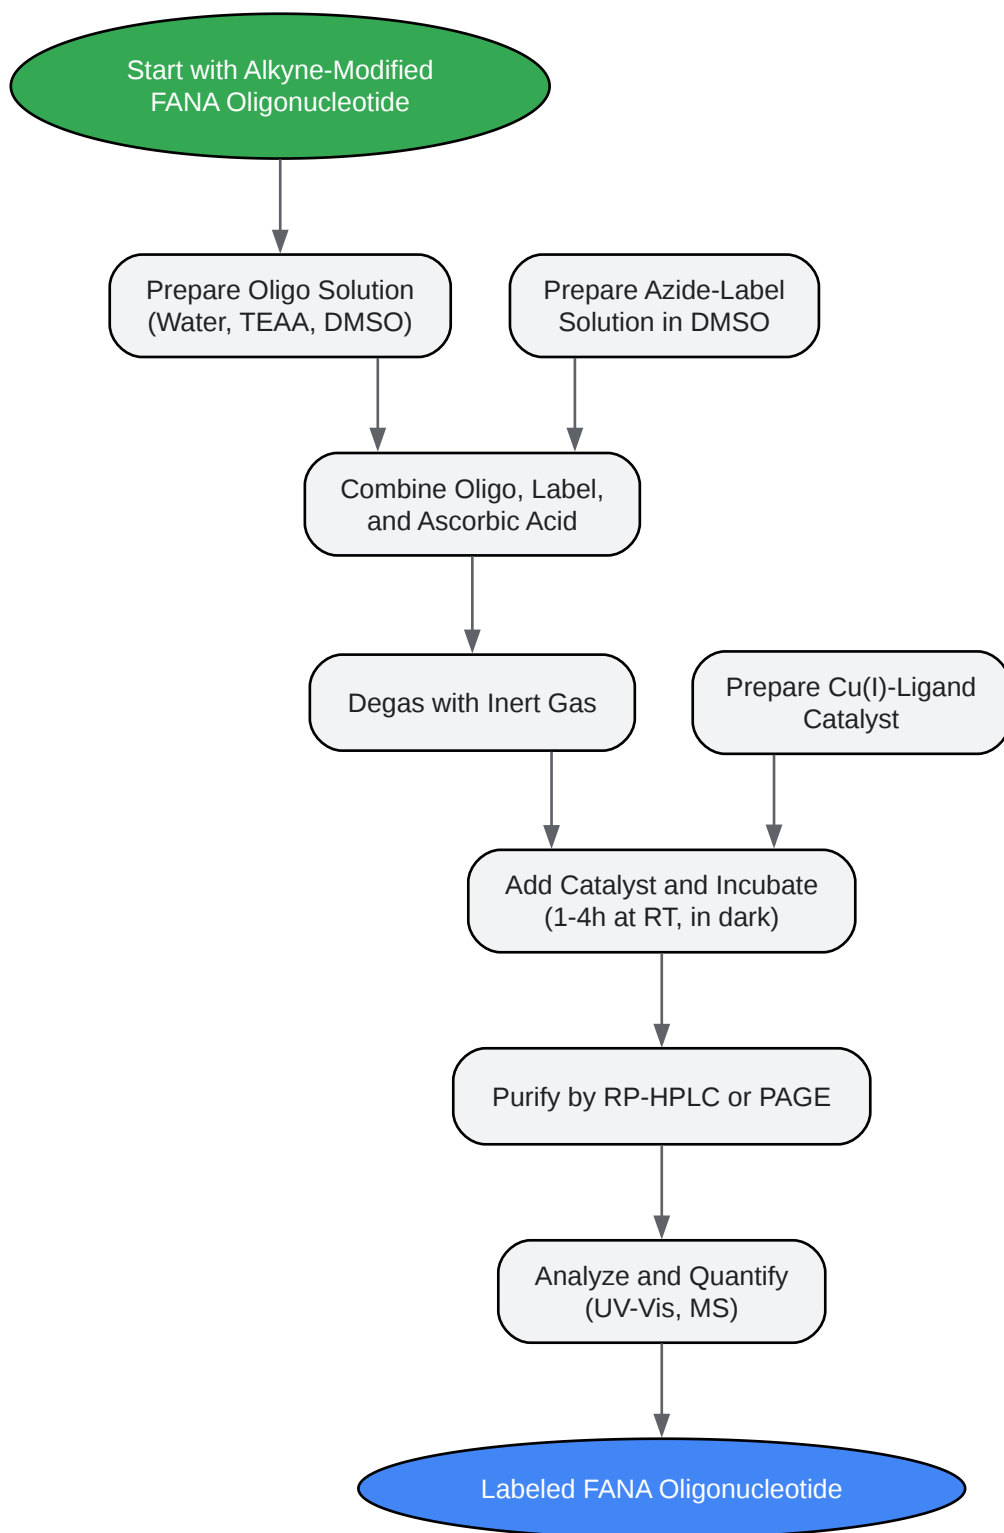 Start with Alkyne-Modified
FANA Oligonucleotide
Prepare Oligo Solution
(Water, TEAA, DMSO)
Prepare Azide-Label
Solution in DMSO
Combine Oligo, Label,
and Ascorbic Acid
Degas with Inert Gas
Prepare Cu(I)-Ligand
Catalyst
Add Catalyst and Incubate
(1-4h at RT, in dark)
Purify by RP-HPLC or PAGE
Analyze and Quantify
(UV-Vis, MS)
Labeled FANA Oligonucleotide